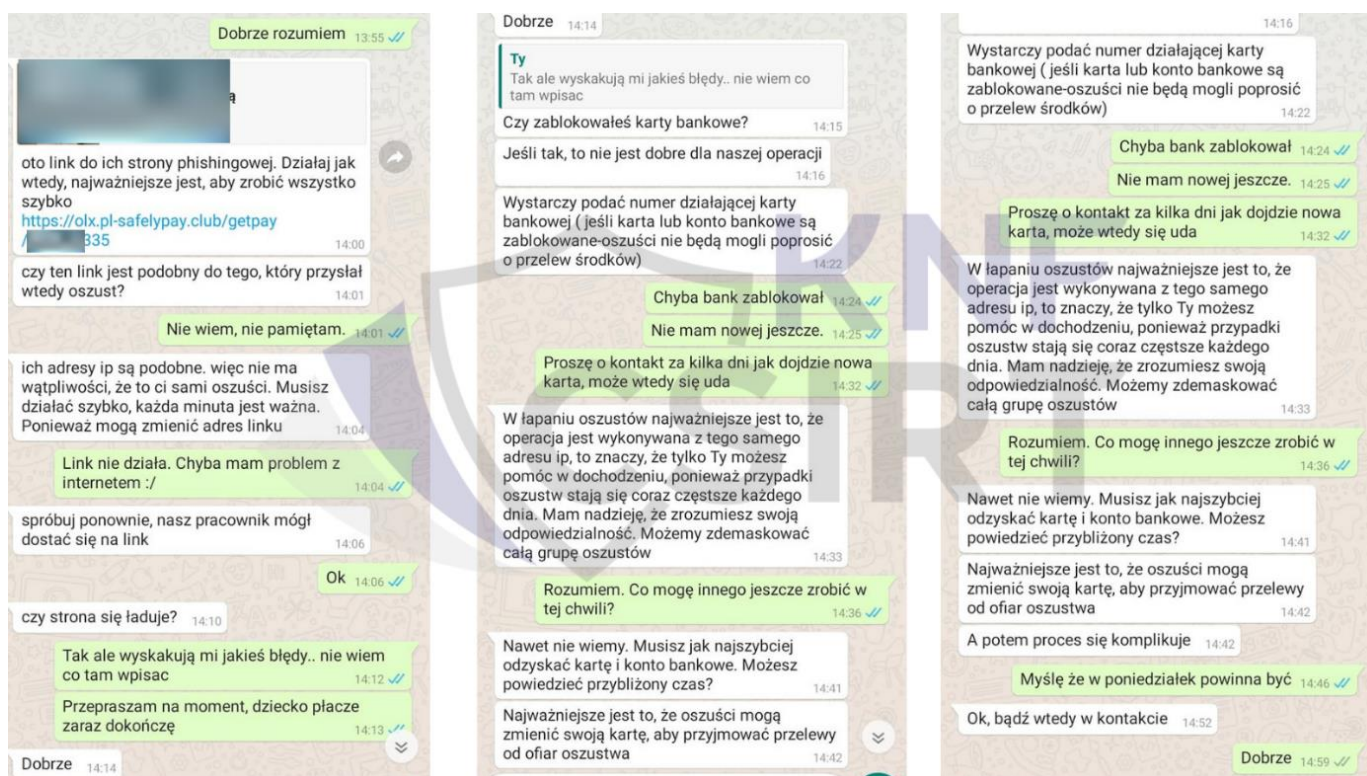 Dobrze rozumiem 13:55
ą
oto link do ich strony phishingowej. Działaj jak
wtedy, najważniejsze jest, aby zrobić wszystko
szybko
https://olx.pl-safelypay.club/getpay
/ 335 14:00
czy ten link jest podobny do tego, który przysłał
wtedy oszust? 14:01
Nie wiem, nie pamiętam. 14:01
ich adresy ip są podobne. więc nie ma
wątpliwości, że to ci sami oszuści. Musisz
działać szybko, każda minuta jest ważna.
Ponieważ mogą zmienić adres linku 14:04
Link nie działa. Chyba mam problem z
internetem :/ 14:04
spróbuj ponownie, nasz pracownik mógł
dostać się na link 14:06
Ok 14:06
czy strona się ładuje? 14:10
Tak ale wyskakują mi jakieś błędy.. nie wiem
co tam wpisac 14:12
Przepraszam na moment, dziecko płacze
zaraz dokończę 14:13
Dobrze 14:14
Dobrze 14:14
Ty
Tak ale wyskakują mi jakieś błędy.. nie wiem co
tam wpisac
Czy zablokowałeś karty bankowe? 14:15
Jeśli tak, to nie jest dobre dla naszej operacji
14:16
Wystarczy podać numer działającej karty
bankowej ( jeśli karta lub konto bankowe są
zablokowane-oszuści nie będą mogli poprosić
o przelew środków) 14:22
Chyba bank zablokował 14:24
Nie mam nowej jeszcze. 14:25
Proszę o kontakt za kilka dni jak dojdzie nowa
karta, może wtedy się uda 14:32
W łapaniu oszustów najważniejsze jest to, że
operacja jest wykonywana z tego samego
adresu ip, to znaczy, że tylko Ty możesz
pomóc w dochodzeniu, ponieważ przypadki
oszustw stają się coraz częstsze każdego
dnia. Mam nadzieję, że zrozumiesz swoją
odpowiedzialność. Możemy zdemaskować
całą grupę oszustów 14:33
Rozumiem. Co mogę innego jeszcze zrobić w
tej chwili? 14:36
Nawet nie wiemy. Musisz jak najszybciej
odzyskać kartę i konto bankowe. Możesz
powiedzieć przybliżony czas? 14:41
Najważniejsze jest to, że oszuści mogą
zmienić swoją kartę, aby przyjmować przelewy
od ofiar oszustwa 14:42
14:16
Wystarczy podać numer działającej karty
bankowej ( jeśli karta lub konto bankowe są
zablokowane-oszuści nie będą mogli poprosić
o przelew środków) 14:22
Chyba bank zablokował 14:24
Nie mam nowej jeszcze. 14:25
Proszę o kontakt za kilka dni jak dojdzie nowa
karta, może wtedy się uda 14:32
W łapaniu oszustów najważniejsze jest to, że
operacja jest wykonywana z tego samego
adresu ip, to znaczy, że tylko Ty możesz
pomóc w dochodzeniu, ponieważ przypadki
oszustw stają się coraz częstsze każdego
dnia. Mam nadzieję, że zrozumiesz swoją
odpowiedzialność. Możemy zdemaskować
całą grupę oszustów 14:33
Rozumiem. Co mogę innego jeszcze zrobić w
tej chwili? 14:36
Nawet nie wiemy. Musisz jak najszybciej
odzyskać kartę i konto bankowe. Możesz
powiedzieć przybliżony czas? 14:41
Najważniejsze jest to, że oszuści mogą
zmienić swoją kartę, aby przyjmować przelewy
od ofiar oszustwa 14:42
A potem proces się komplikuje 14:42
Myślę że w poniedziałek powinna być 14:46
Ok, bądź wtedy w kontakcie 14:52
Dobrze 14:59
CSIRT KNF